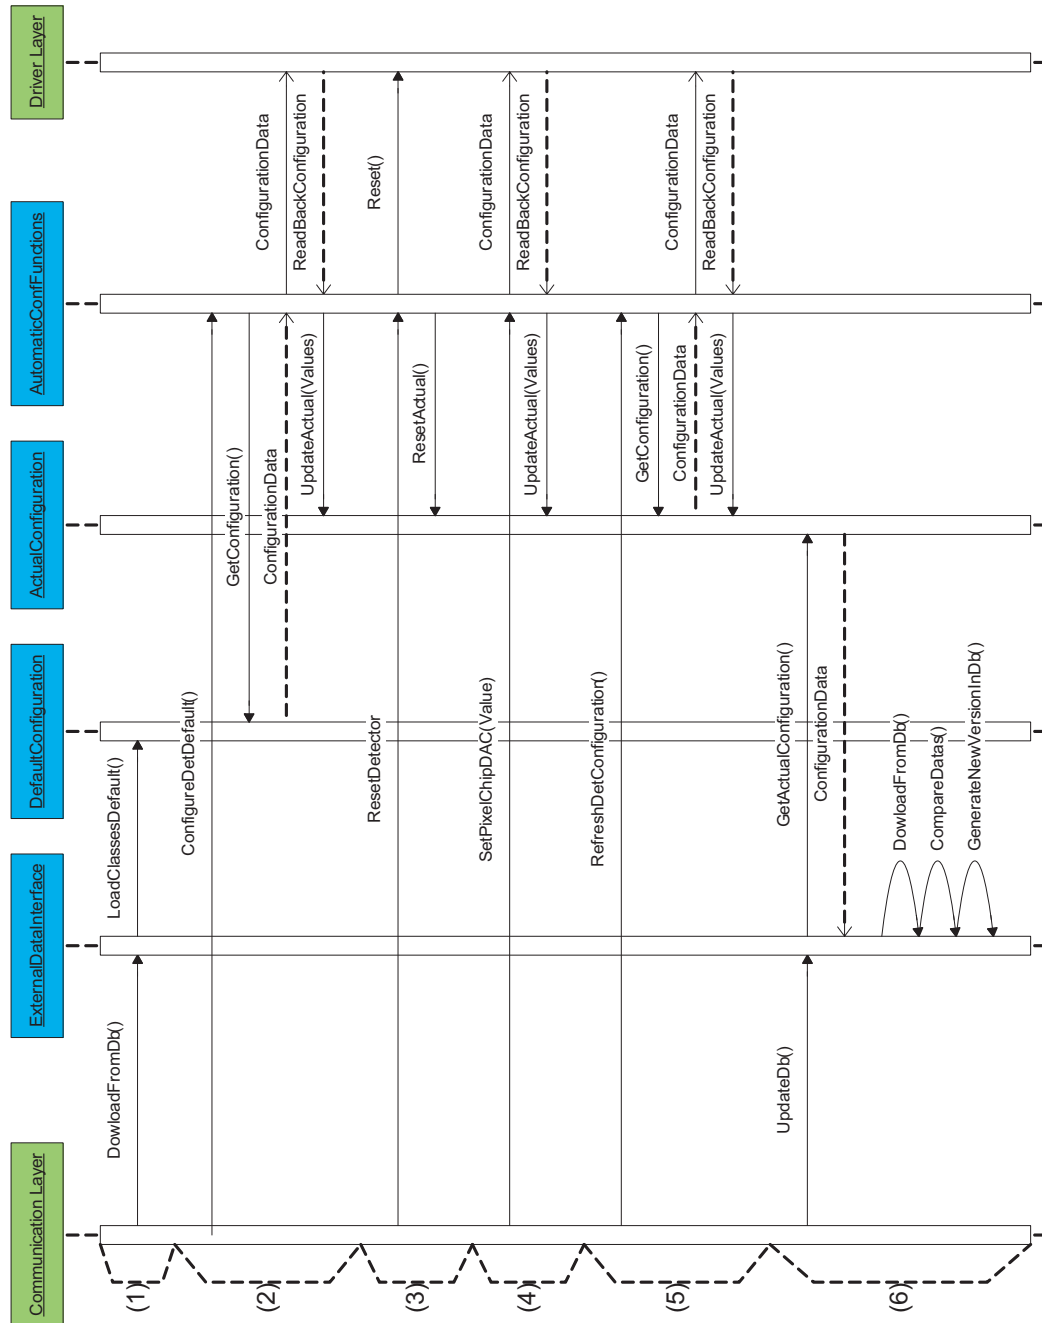 Communication Layer
ExternalDataInterface
DefaultConfiguration
ActualConfiguration
AutomaticConfFunctions
Driver Layer
(1)
DowloadFromDb()
LoadClassesDefault()
(2)
ConfigureDetDefault()
GetConfiguration()
ConfigurationData
ConfigurationData
UpdateActual(Values)
ReadBackConfiguration
(3)
ResetDetector
Reset()
ResetActual()
(4)
SetPixelChipDAC(Value)
ConfigurationData
UpdateActual(Values)
ReadBackConfiguration
(5)
RefreshDetConfiguration()
GetConfiguration()
ConfigurationData
ConfigurationData
UpdateActual(Values)
ReadBackConfiguration
(6)
UpdateDb()
GetActualConfiguration()
ConfigurationData
DowloadFromDb()
CompareDatas()
GenerateNewVersionInDb()